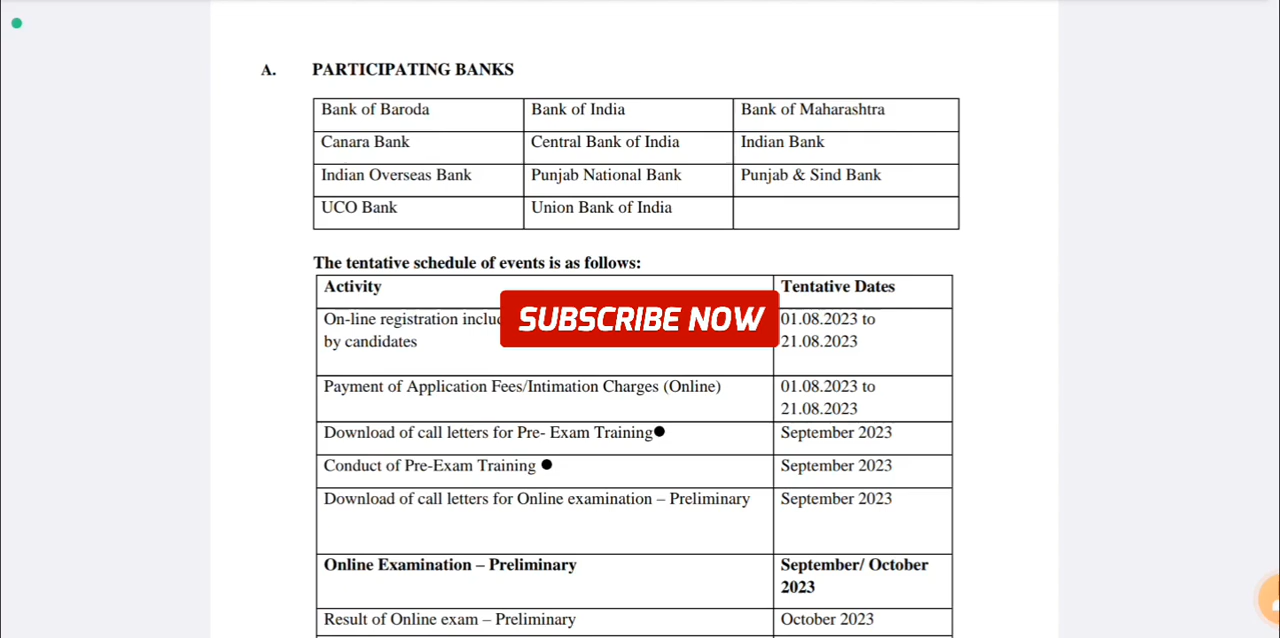 A. PARTICIPATING BANKS
Bank of Baroda Bank of India Bank of Maharashtra
Canara Bank Central Bank of India Indian Bank
Indian Overseas Bank Punjab National Bank Punjab & Sind Bank
UCO Bank Union Bank of India
The tentative schedule of events is as follows:
Activity Tentative Dates
On-line registration 01.08.2023 to
by candidates 21.08.2023
SUBSCRIBE NOW
Payment of Application Fees/Intimation Charges (Online) 01.08.2023 to
21.08.2023
Download of call letters for Pre- Exam Training● September 2023
Conduct of Pre-Exam Training ● September 2023
Download of call letters for Online examination – Preliminary September 2023
Online Examination – Preliminary September/ October
2023
Result of Online exam – Preliminary October 2023